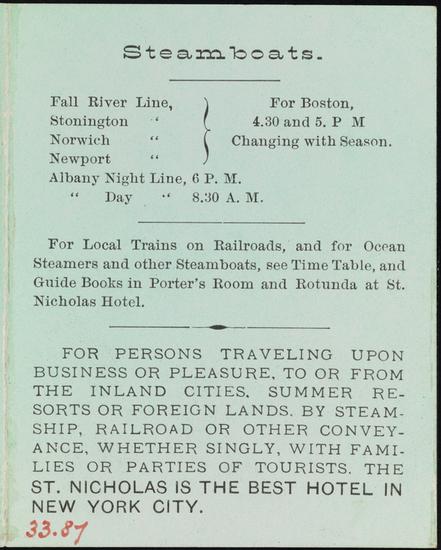 Steamboats.
Fall River Line, } For Boston,
Stonington “ } 4.30 and 5. P M
Norwich “ } Changing with Season.
Newport “ }
Albany Night Line, 6 P. M.
“ Day “ 8.30 A. M.
For Local Trains on Railroads, and for Ocean
Steamers and other Steamboats, see Time Table, and
Guide Books in Porter's Room and Rotunda at St.
Nicholas Hotel.
FOR PERSONS TRAVELING UPON
BUSINESS OR PLEASURE, TO OR FROM
THE INLAND CITIES, SUMMER RE-
SORTS OR FOREIGN LANDS, BY STEAM-
SHIP, RAILROAD OR OTHER CONVEY-
ANCE, WHETHER SINGLY, WITH FAMI-
LIES OR PARTIES OF TOURISTS, THE
ST. NICHOLAS IS THE BEST HOTEL IN
NEW YORK CITY.
33.87